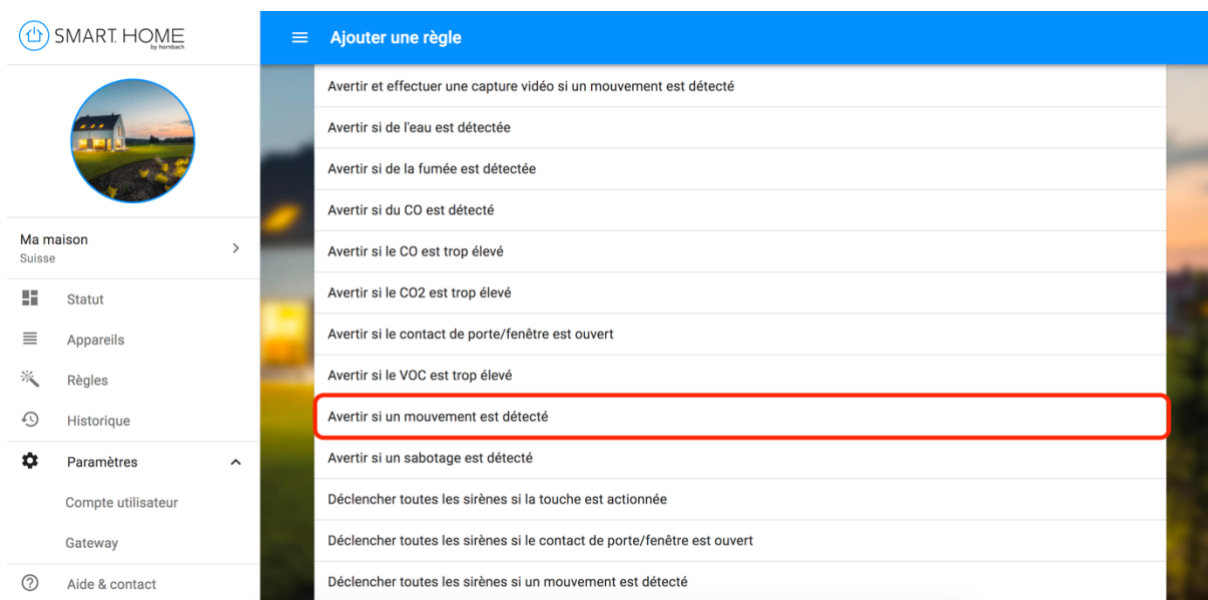 SMART HOME
by hornbach
Ajouter une règle
Ma maison
Suisse
Statut
Appareils
Règles
Historique
Paramètres
Compte utilisateur
Gateway
Aide & contact
Avertir et effectuer une capture vidéo si un mouvement est détecté
Avertir si de l'eau est détectée
Avertir si de la fumée est détectée
Avertir si du CO est détecté
Avertir si le CO est trop élevé
Avertir si le CO2 est trop élevé
Avertir si le contact de porte/fenêtre est ouvert
Avertir si le VOC est trop élevé
Avertir si un mouvement est détecté
Avertir si un sabotage est détecté
Déclencher toutes les sirènes si la touche est actionnée
Déclencher toutes les sirènes si le contact de porte/fenêtre est ouvert
Déclencher toutes les sirènes si un mouvement est détecté